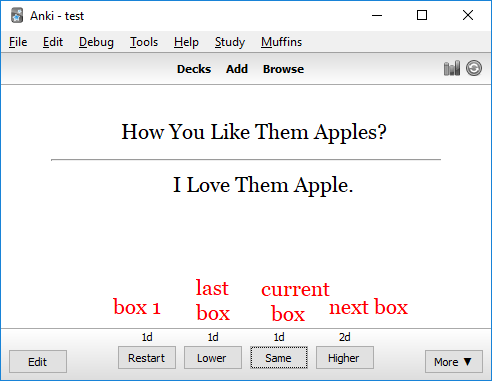 Anki - test
File Edit Debug Tools Help Study Muffins
Decks Add Browse
How You Like Them Apples?
I Love Them Apple.
box 1 last box current box next box
1d 1d 1d 2d
Edit Restart Lower Same Higher More ▼